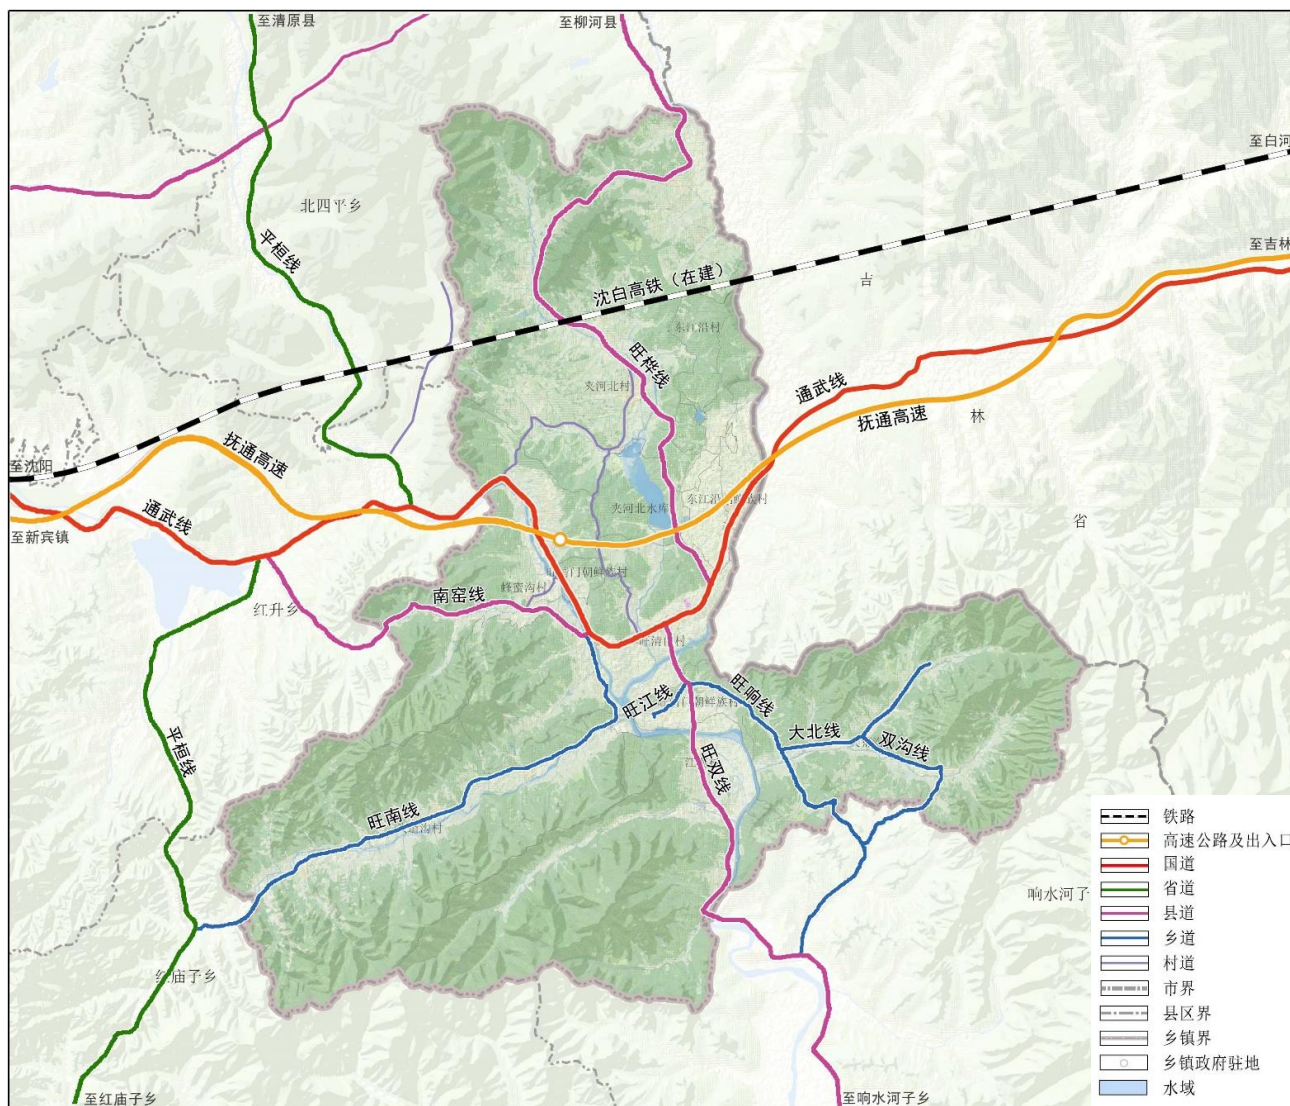 至清原县
至柳河县
至白河
北四平乡
平桓线
至吉林
沈白高铁（在建）
吉
东江沿村
旺桦线
夹河北村
通武线
抚通高速
林
抚通高速
至沈阳
通武线
夹河北水库
省
至新宾镇
蜂蜜沟村
南窑线
红升乡
旺江线
旺响线
大北线
双沟线
平桓线
旺双线
旺南线
响水河子
至红庙子乡
至响水河子乡
铁路
高速公路及出入口
国道
省道
县道
乡道
村道
市界
县区界
乡镇界
乡镇政府驻地
水域